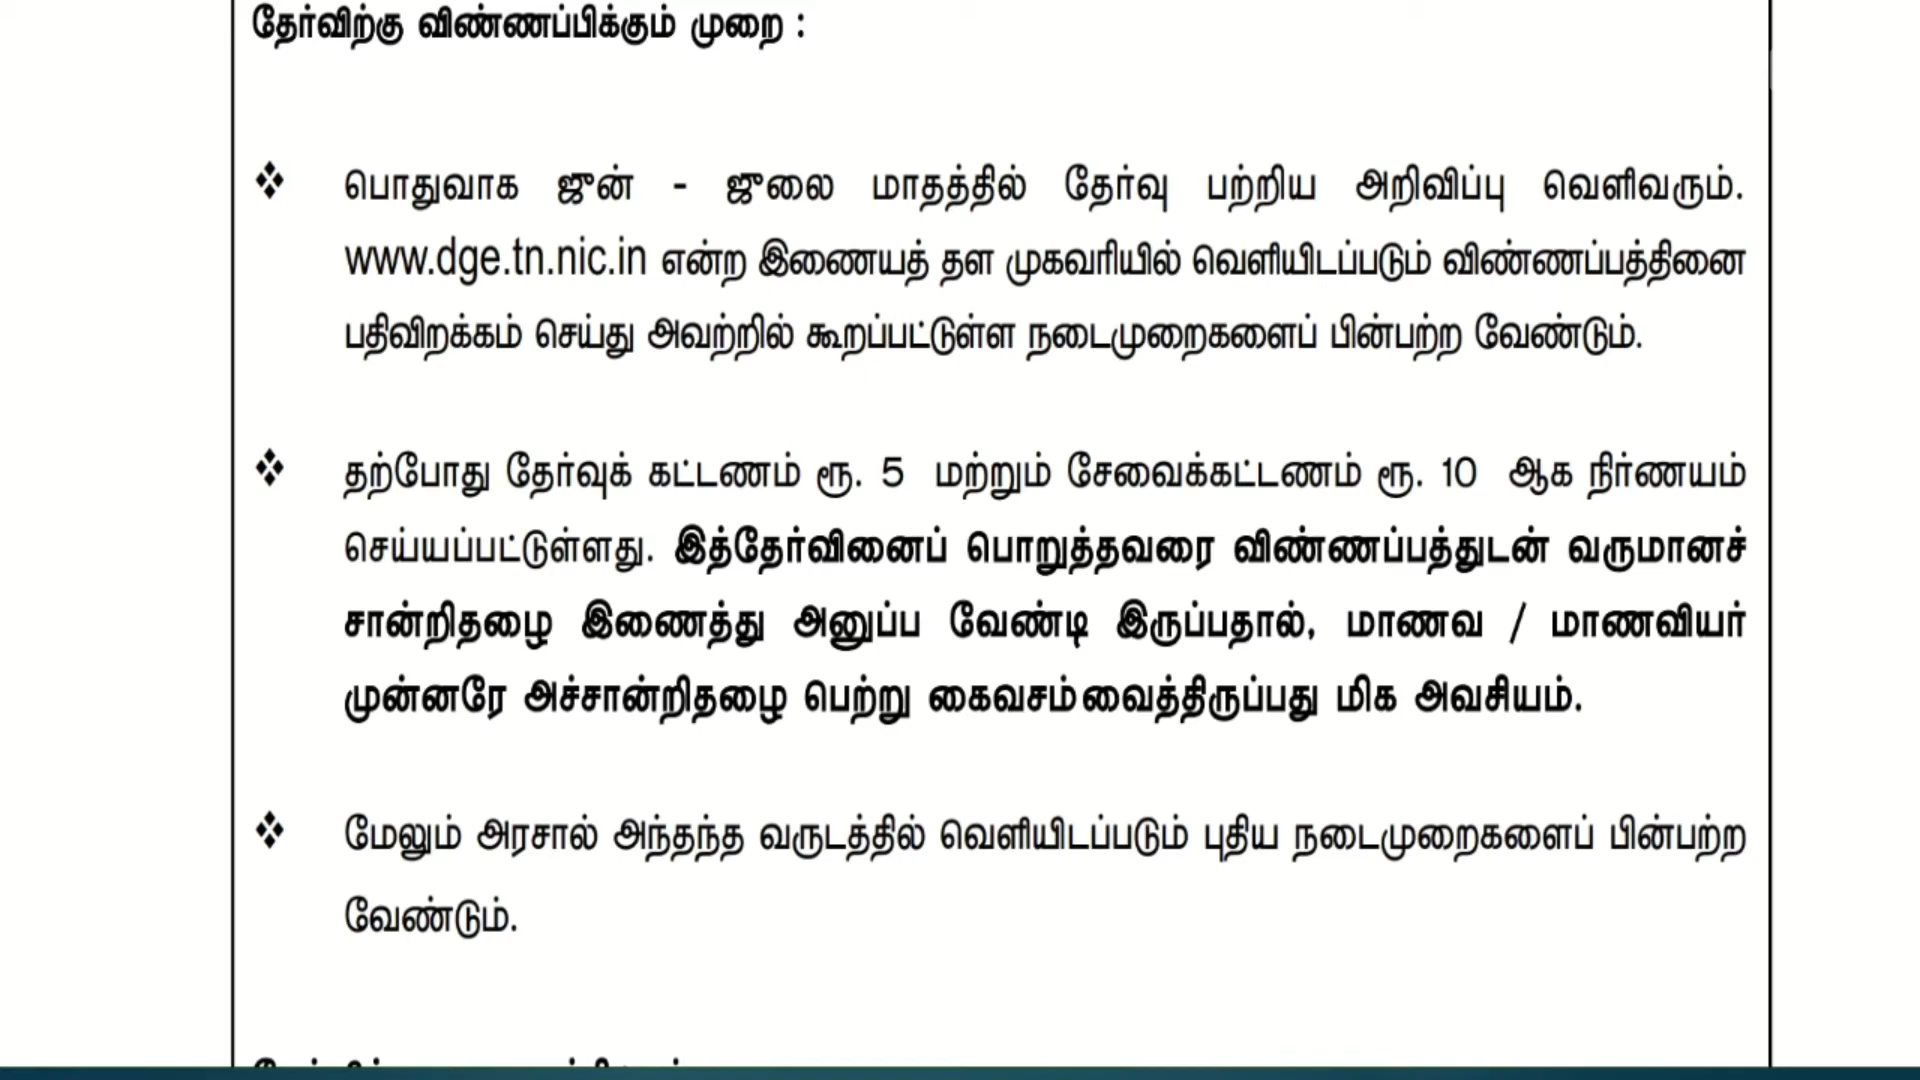 தேர்விற்கு விண்ணப்பிக்கும் முறை :
❖ பொதுவாக ஜுன் - ஜுலை மாதத்தில் தேர்வு பற்றிய அறிவிப்பு வெளிவரும்.
www.dge.tn.nic.in என்ற இணையத் தள முகவரியில் வெளியிடப்படும் விண்ணப்பத்தினை
பதிவிறக்கம் செய்து அவற்றில் கூறப்பட்டுள்ள நடைமுறைகளைப் பின்பற்ற வேண்டும்.
❖ தற்போது தேர்வுக் கட்டணம் ரூ. 5 மற்றும் சேவைக்கட்டணம் ரூ. 10 ஆக நிர்ணயம்
செய்யப்பட்டுள்ளது. இத்தேர்வினைப் பொறுத்தவரை விண்ணப்பத்துடன் வருமானச்
சான்றிதழை இணைத்து அனுப்ப வேண்டி இருப்பதால், மாணவ / மாணவியர்
முன்னரே அச்சான்றிதழை பெற்று கைவசம் வைத்திருப்பது மிக அவசியம்.
❖ மேலும் அரசால் அந்தந்த வருடத்தில் வெளியிடப்படும் புதிய நடைமுறைகளைப் பின்பற்ற
வேண்டும்.